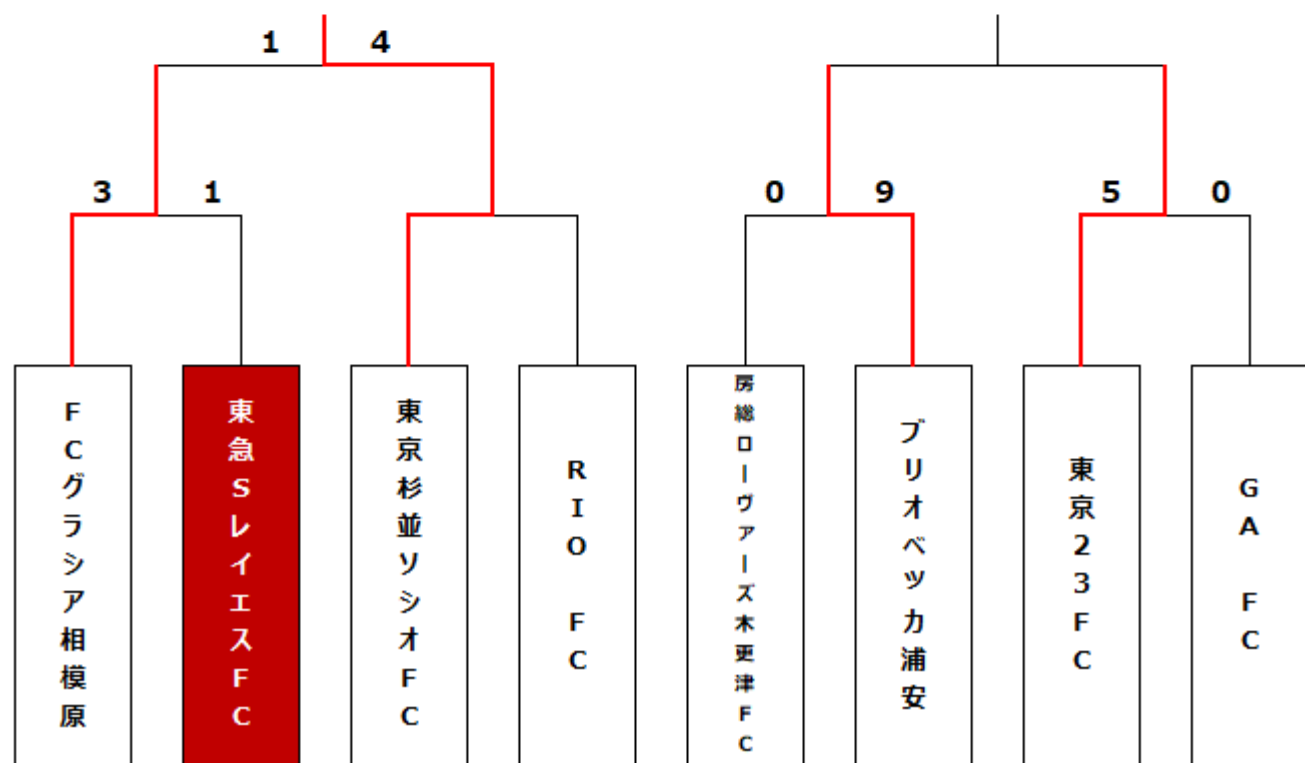 1 4
3 1
0 9
5 0
FCグラシア相模原
東急SレイエスFC
東京杉並ソシオFC
RIO FC
房総ローヴァーズ木更津FC
ブリオベッカ浦安
東京23FC
GA FC